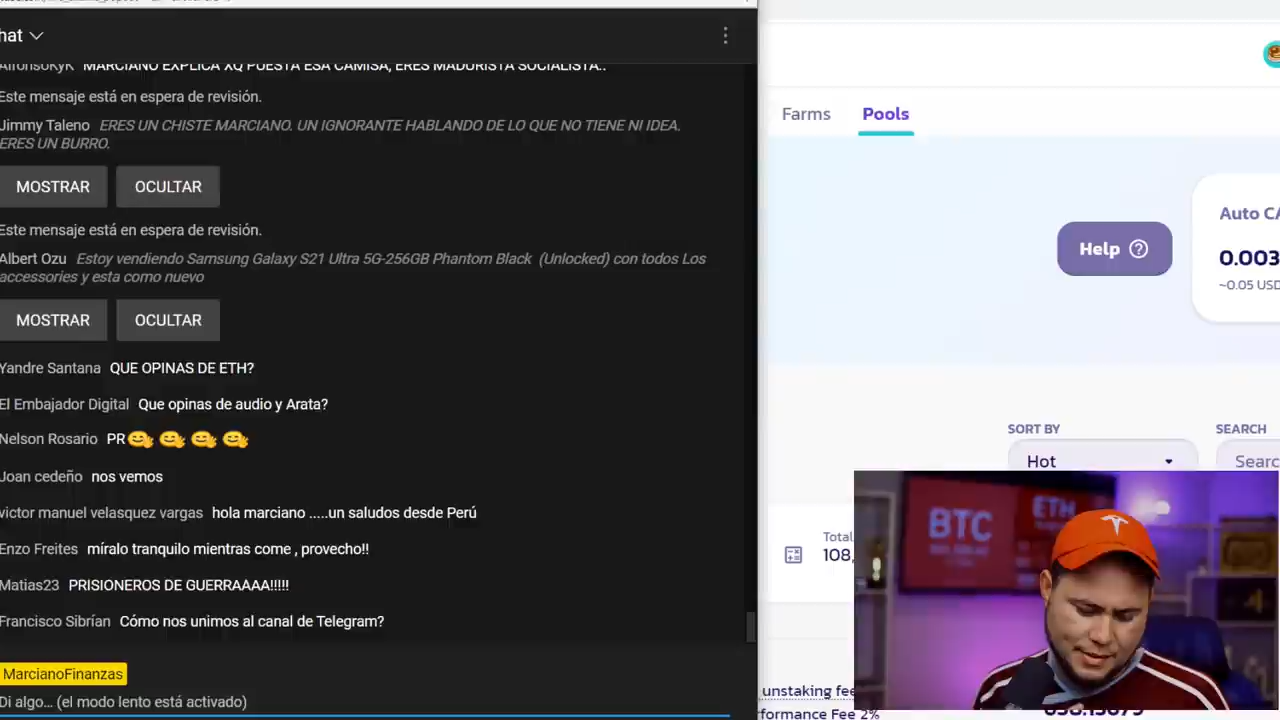 hat
AlfonsoKyK MARCIANO EXPLICA XQ PUESTA ESA CAMISA, ERES MADURISTA SOCIALISTA..
Este mensaje está en espera de revisión.
Jimmy Taleno ERES UN CHISTE MARCIANO. UN IGNORANTE HABLANDO DE LO QUE NO TIENE NI IDEA.
ERES UN BURRO.
MOSTRAR OCULTAR
Este mensaje está en espera de revisión.
Albert Ozu Estoy vendiendo Samsung Galaxy S21 Ultra 5G-256GB Phantom Black (Unlocked) con todos Los
accessories y esta como nuevo
MOSTRAR OCULTAR
Yandre Santana QUE OPINAS DE ETH?
El Embajador Digital Que opinas de audio y Arata?
Nelson Rosario PR
Joan cedeño nos vemos
victor manuel velasquez vargas hola marciano .....un saludos desde Perú
Enzo Freites míralo tranquilo mientras come , provecho!!
Matias23 PRISIONEROS DE GUERRAAAA!!!!!
Francisco Sibrían Cómo nos unimos al canal de Telegram?
MarcianoFinanzas
Di algo... (el modo lento está activado)
Farms Pools
Help
Auto CA
0.003
~0.05 USD
SORT BY SEARCH
Hot Searc
Total
108,
BTC
ETH
unstaking fee
rformance Fee 2%